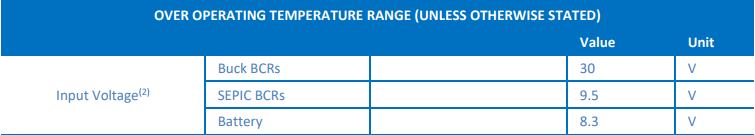 OVER OPERATING TEMPERATURE RANGE (UNLESS OTHERWISE STATED)
Value Unit
Input Voltage(2) Buck BCRs 30 V
SEPIC BCRs 9.5 V
Battery 8.3 V